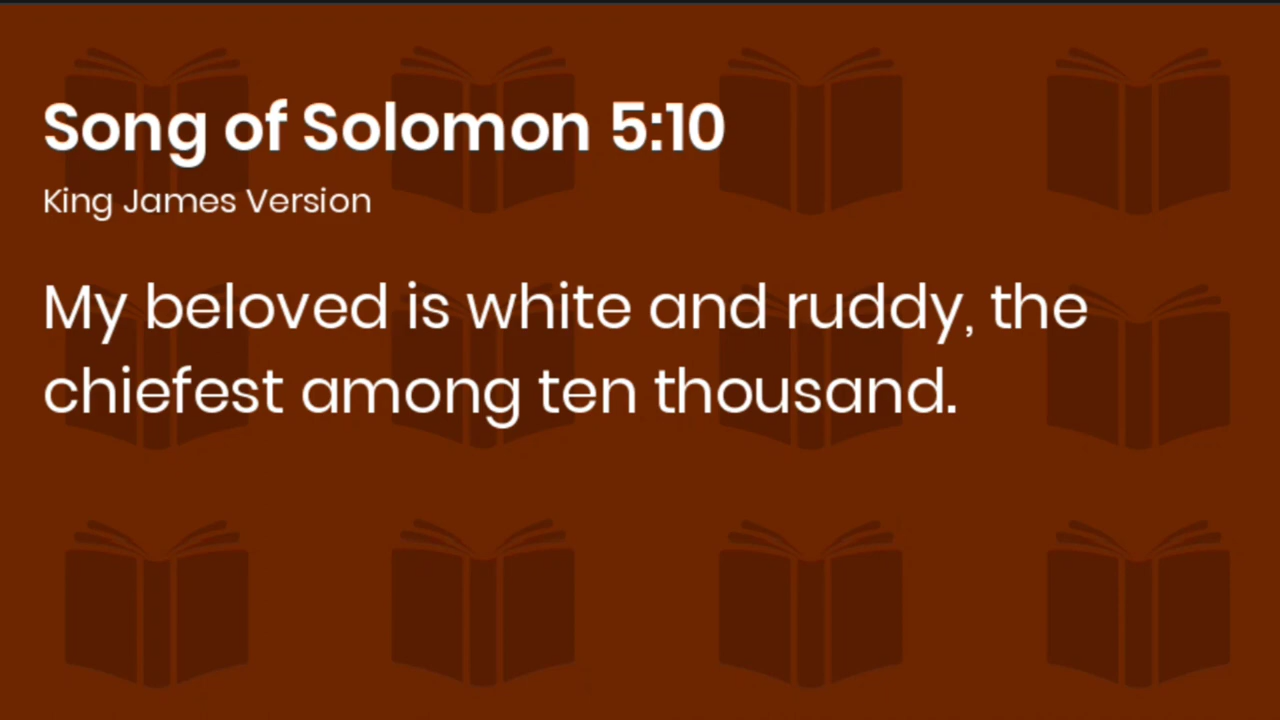 Song of Solomon 5:10
King James Version
My beloved is white and ruddy, the
chiefest among ten thousand.